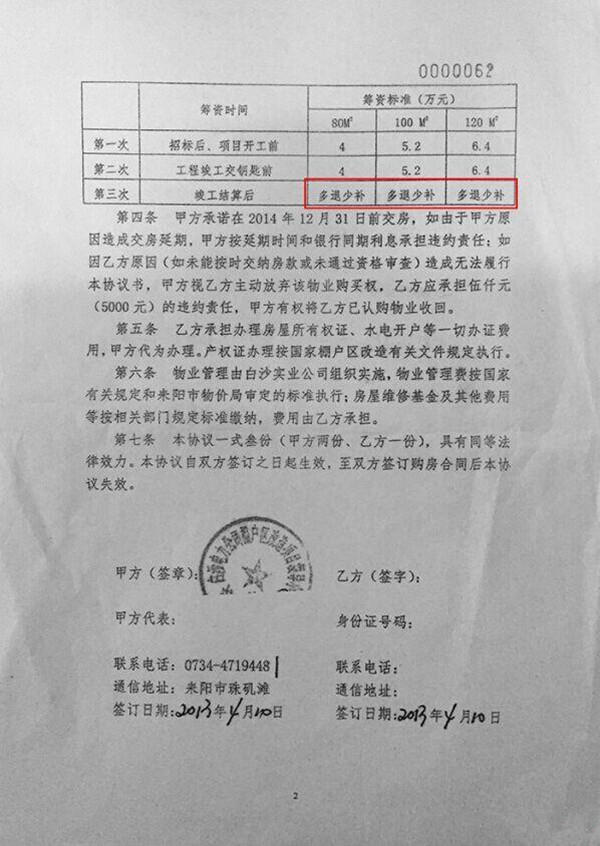 0000062
筹资时间 筹资标准（万元）
80M² 100 M² 120 M²
第一次 招标后、项目开工前 4 5.2 6.4
第二次 工程竣工交钥匙前 4 5.2 6.4
第三次 竣工结算后 多退少补 多退少补 多退少补
第四条 甲方承诺在 2014 年 12 月 31 日前交房，如由于甲方原
因造成交房延期，甲方按延期时间和银行同期利息承担违约责任；如
因乙方原因（如未能按时交纳房款或未通过资格审查）造成无法履行
本协议书，甲方视乙方主动放弃该物业购买权，乙方应承担伍仟元
（5000 元）的违约责任，甲方有权将乙方已认购物业收回。
第五条 乙方承担办理房屋所有权证、水电开户等一切办证费
用，甲方代为办理。产权证办理按国家棚户区改造有关文件规定执行。
第六条 物业管理由白沙实业公司组织实施，物业管理费按国家
有关规定和耒阳市物价局审定的标准执行；房屋维修基金及其他费用
等按相关部门规定标准缴纳，费用由乙方承担。
第七条 本协议一式叁份（甲方两份、乙方一份），具有同等法
律效力。本协议自双方签订之日起生效，至双方签订购房合同后本协
议失效。
甲方（签章）： 乙方（签字）：
甲方代表： 身份证号码：
联系电话：0734-4719448 联系电话：
通信地址：耒阳市珠矶滩 通信地址：
签订日期：2013年4月10日 签订日期：2013年4月10日
2